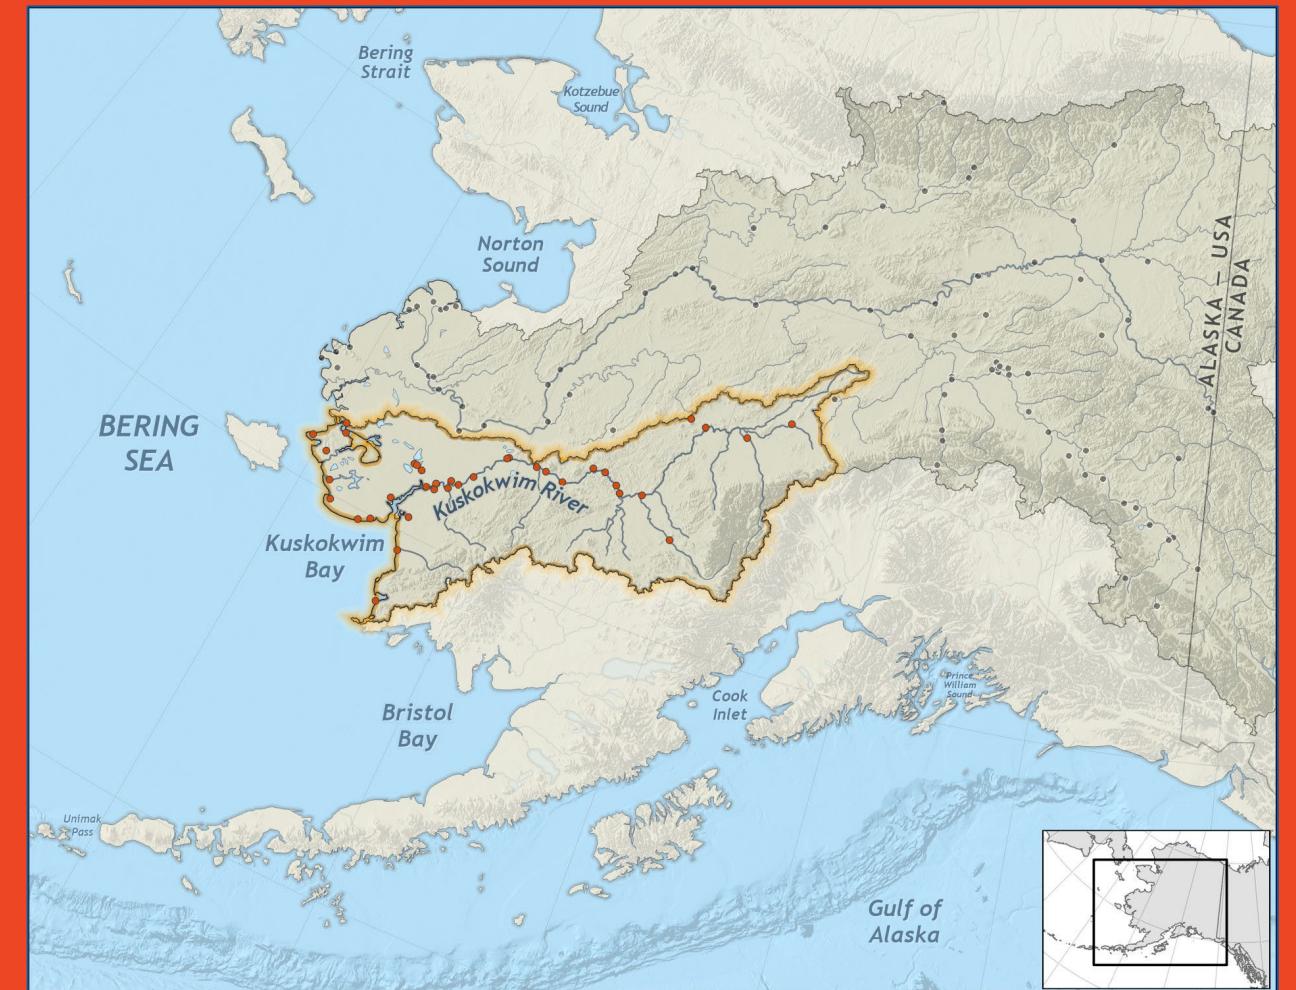 Bering
Strait
Kotzebue
Sound
Norton
Sound
ALASKA – USA
CANADA
BERING
SEA
Kuskokwim River
Kuskokwim
Bay
Prince
William
Sound
Cook
Inlet
Bristol
Bay
Unimak
Pass
Gulf of
Alaska